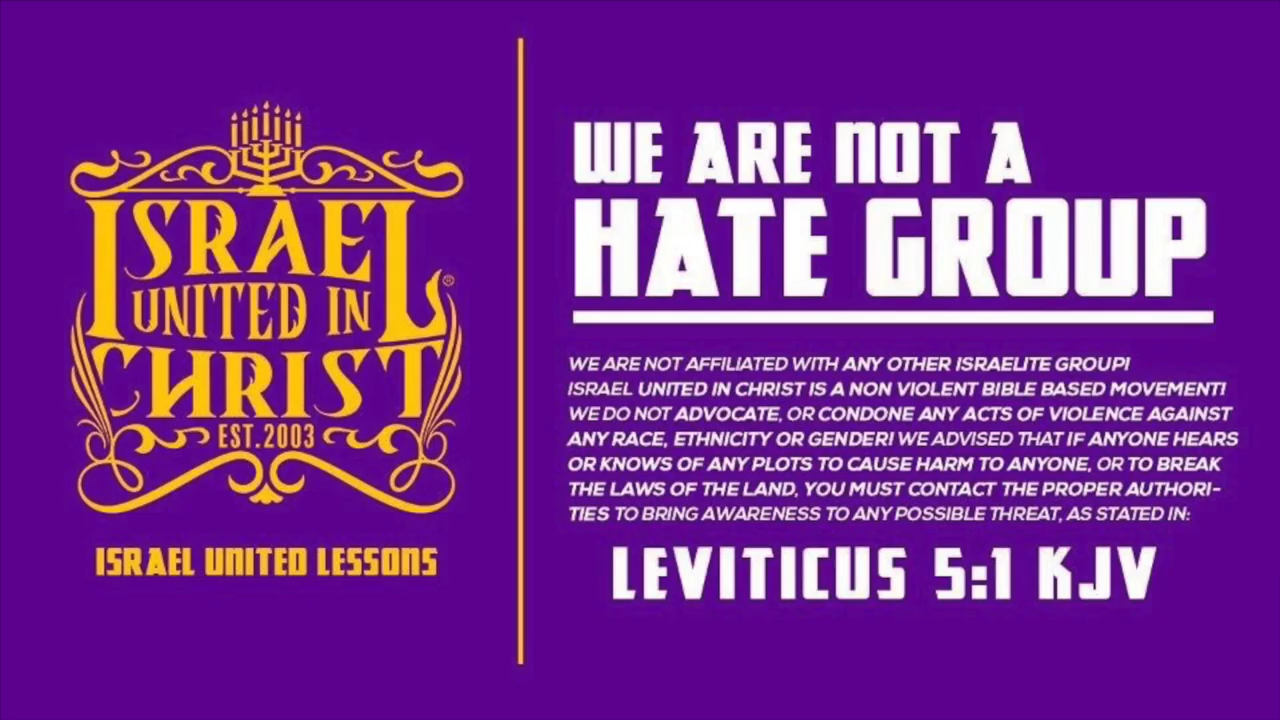 ISRAEL
UNITED IN
CHRIST
EST.2003
ISRAEL UNITED LESSONS
WE ARE NOT A
HATE GROUP
WE ARE NOT AFFILIATED WITH ANY OTHER ISRAELITE GROUP!
ISRAEL UNITED IN CHRIST IS A NON VIOLENT BIBLE BASED MOVEMENT!
WE DO NOT ADVOCATE, OR CONDONE ANY ACTS OF VIOLENCE AGAINST
ANY RACE, ETHNICITY OR GENDER! WE ADVISED THAT IF ANYONE HEARS
OR KNOWS OF ANY PLOTS TO CAUSE HARM TO ANYONE, OR TO BREAK
THE LAWS OF THE LAND, YOU MUST CONTACT THE PROPER AUTHORI-
TIES TO BRING AWARENESS TO ANY POSSIBLE THREAT, AS STATED IN:
LEVITICUS 5:1 KJV